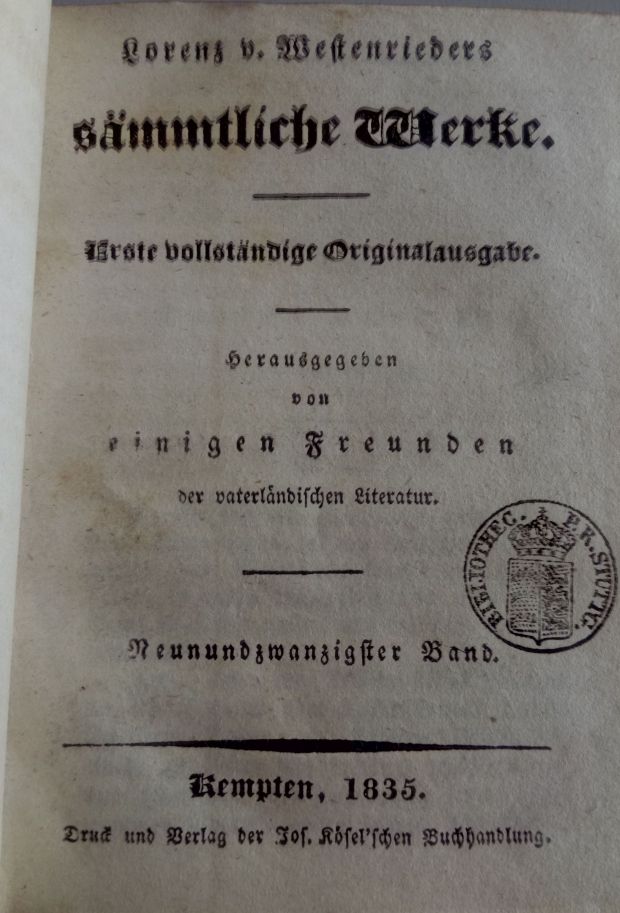 Lorenz v. Westenrieders
sämmtliche Werke.
Erste vollständige Originalausgabe.
Herausgegeben
von
einigen Freunden
der vaterländischen Literatur.
BIBLIOTHEC. P. R. STUTTG.
Neunundzwanzigster Band.
Kempten, 1835.
Druck und Verlag der Jos. Kösel'schen Buchhandlung.